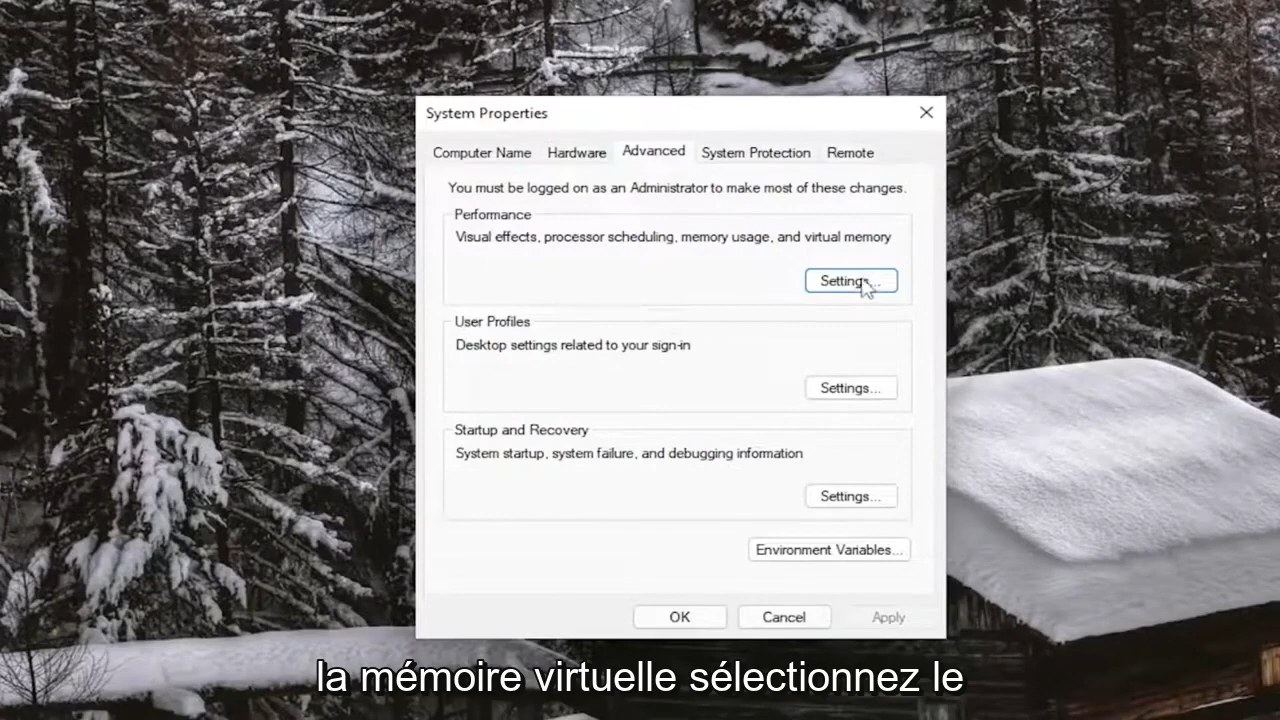 System Properties
Computer Name Hardware Advanced System Protection Remote
You must be logged on as an Administrator to make most of these changes.
Performance
Visual effects, processor scheduling, memory usage, and virtual memory
Settings...
User Profiles
Desktop settings related to your sign-in
Settings...
Startup and Recovery
System startup, system failure, and debugging information
Settings...
Environment Variables...
OK Cancel Apply
la mémoire virtuelle sélectionnez le